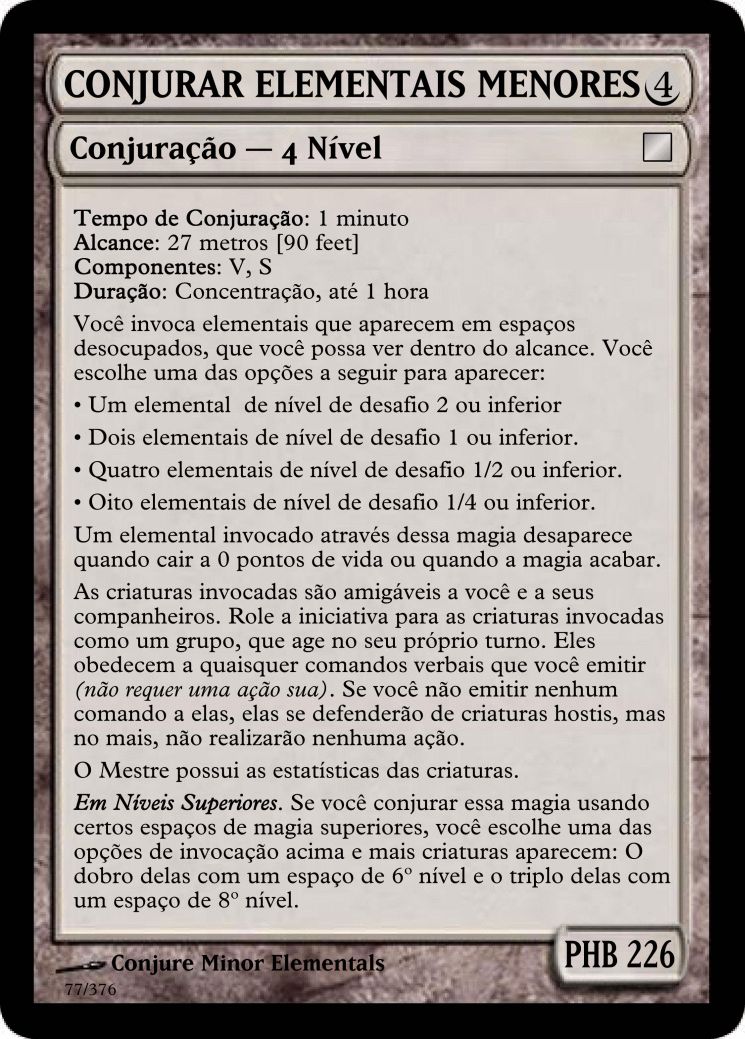 CONJURAR ELEMENTAIS MENORES 4
Conjuração — 4 Nível
Tempo de Conjuração: 1 minuto
Alcance: 27 metros [90 feet]
Componentes: V, S
Duração: Concentração, até 1 hora
Você invoca elementais que aparecem em espaços
desocupados, que você possa ver dentro do alcance. Você
escolhe uma das opções a seguir para aparecer:
• Um elemental  de nível de desafio 2 ou inferior
• Dois elementais de nível de desafio 1 ou inferior.
• Quatro elementais de nível de desafio 1/2 ou inferior.
• Oito elementais de nível de desafio 1/4 ou inferior.
Um elemental invocado através dessa magia desaparece
quando cair a 0 pontos de vida ou quando a magia acabar.
As criaturas invocadas são amigáveis a você e a seus
companheiros. Role a iniciativa para as criaturas invocadas
como um grupo, que age no seu próprio turno. Eles
obedecem a quaisquer comandos verbais que você emitir
(não requer uma ação sua). Se você não emitir nenhum
comando a elas, elas se defenderão de criaturas hostis, mas
no mais, não realizarão nenhuma ação.
O Mestre possui as estatísticas das criaturas.
Em Níveis Superiores. Se você conjurar essa magia usando
certos espaços de magia superiores, você escolhe uma das
opções de invocação acima e mais criaturas aparecem: O
dobro delas com um espaço de 6º nível e o triplo delas com
um espaço de 8º nível.
PHB 226
Conjure Minor Elementals
77/376